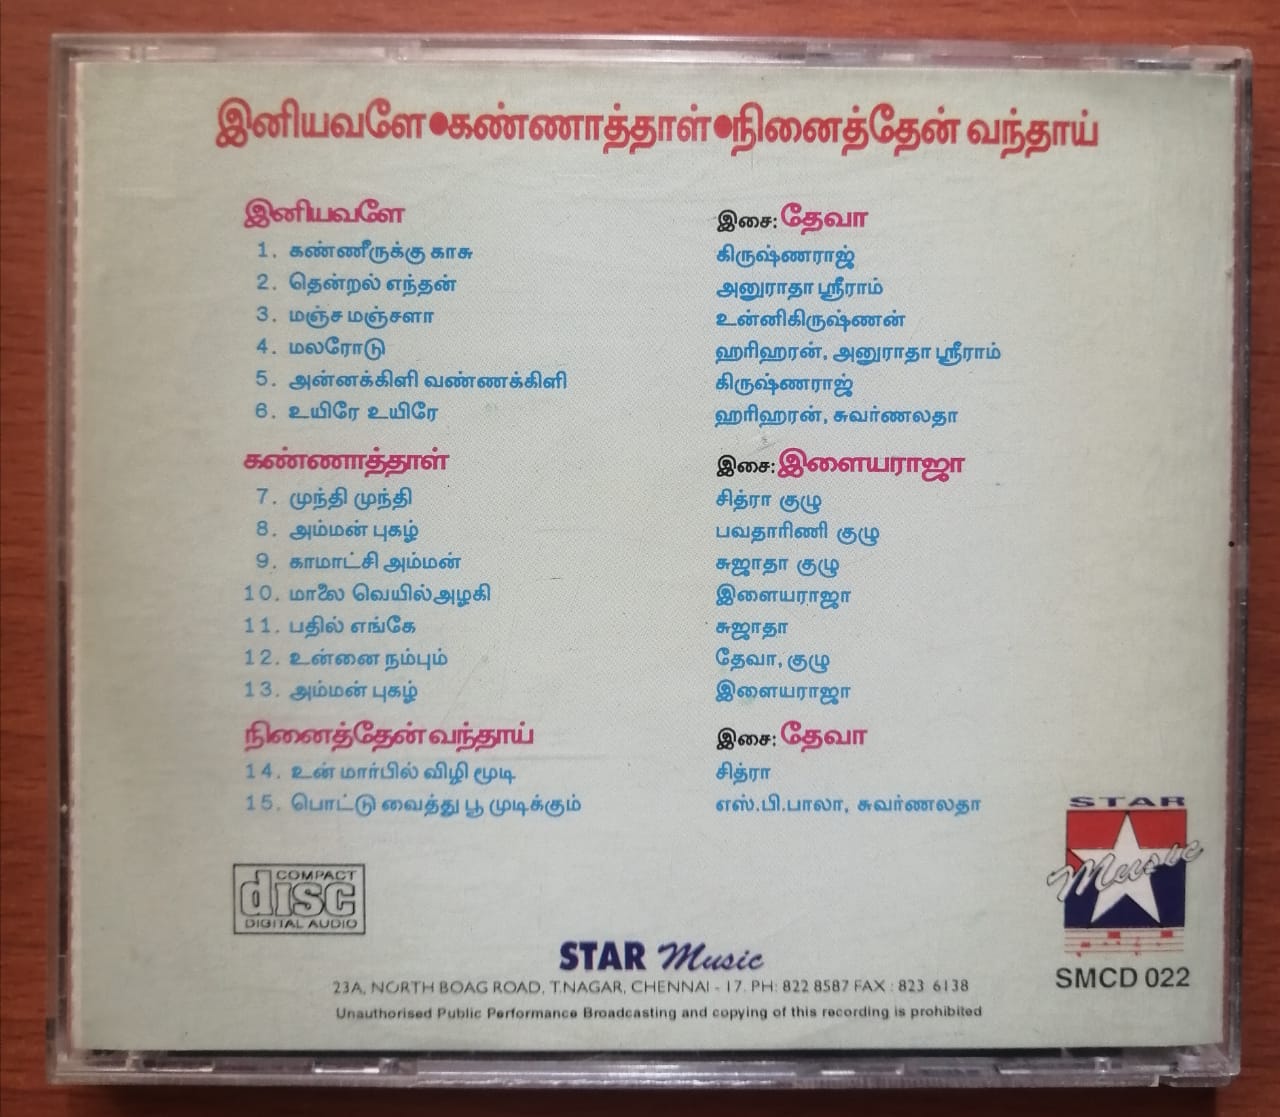 இனியவளே●கண்ணாத்தாள்●நினைத்தேன் வந்தாய்
இனியவளே இசை: தேவா
1. கண்ணீருக்கு காசு கிருஷ்ணராஜ்
2. தென்றல் எந்தன் அனுராதா ஸ்ரீராம்
3. மஞ்ச மஞ்சளா உன்னிகிருஷ்ணன்
4. மலரோடு ஹரிஹரன், அனுராதா ஸ்ரீராம்
5. அன்னக்கிளி வண்ணக்கிளி கிருஷ்ணராஜ்
6. உயிரே உயிரே ஹரிஹரன், சுவர்ணலதா
கண்ணாத்தாள் இசை: இளையராஜா
7. முந்தி முந்தி சித்ரா குழு
8. அம்மன் புகழ் பவதாரிணி குழு
9. காமாட்சி அம்மன் சுஜாதா குழு
10. மாலை வெயில்அழகி இளையராஜா
11. பதில் எங்கே சுஜாதா
12. உன்னை நம்பும் தேவா, குழு
13. அம்மன் புகழ் இளையராஜா
நினைத்தேன் வந்தாய் இசை: தேவா
14. உன் மார்பில் விழி மூடி சித்ரா
15. பொட்டு வைத்து பூ முடிக்கும் எஸ்.பி.பாலா, சுவர்ணலதா
STAR
Music
COMPACT
disc
DIGITAL AUDIO
STAR Music
SMCD 022
23A, NORTH BOAG ROAD, T.NAGAR, CHENNAI - 17. PH: 822 8587 FAX : 823 6138
Unauthorised Public Performance Broadcasting and copying of this recording is prohibited